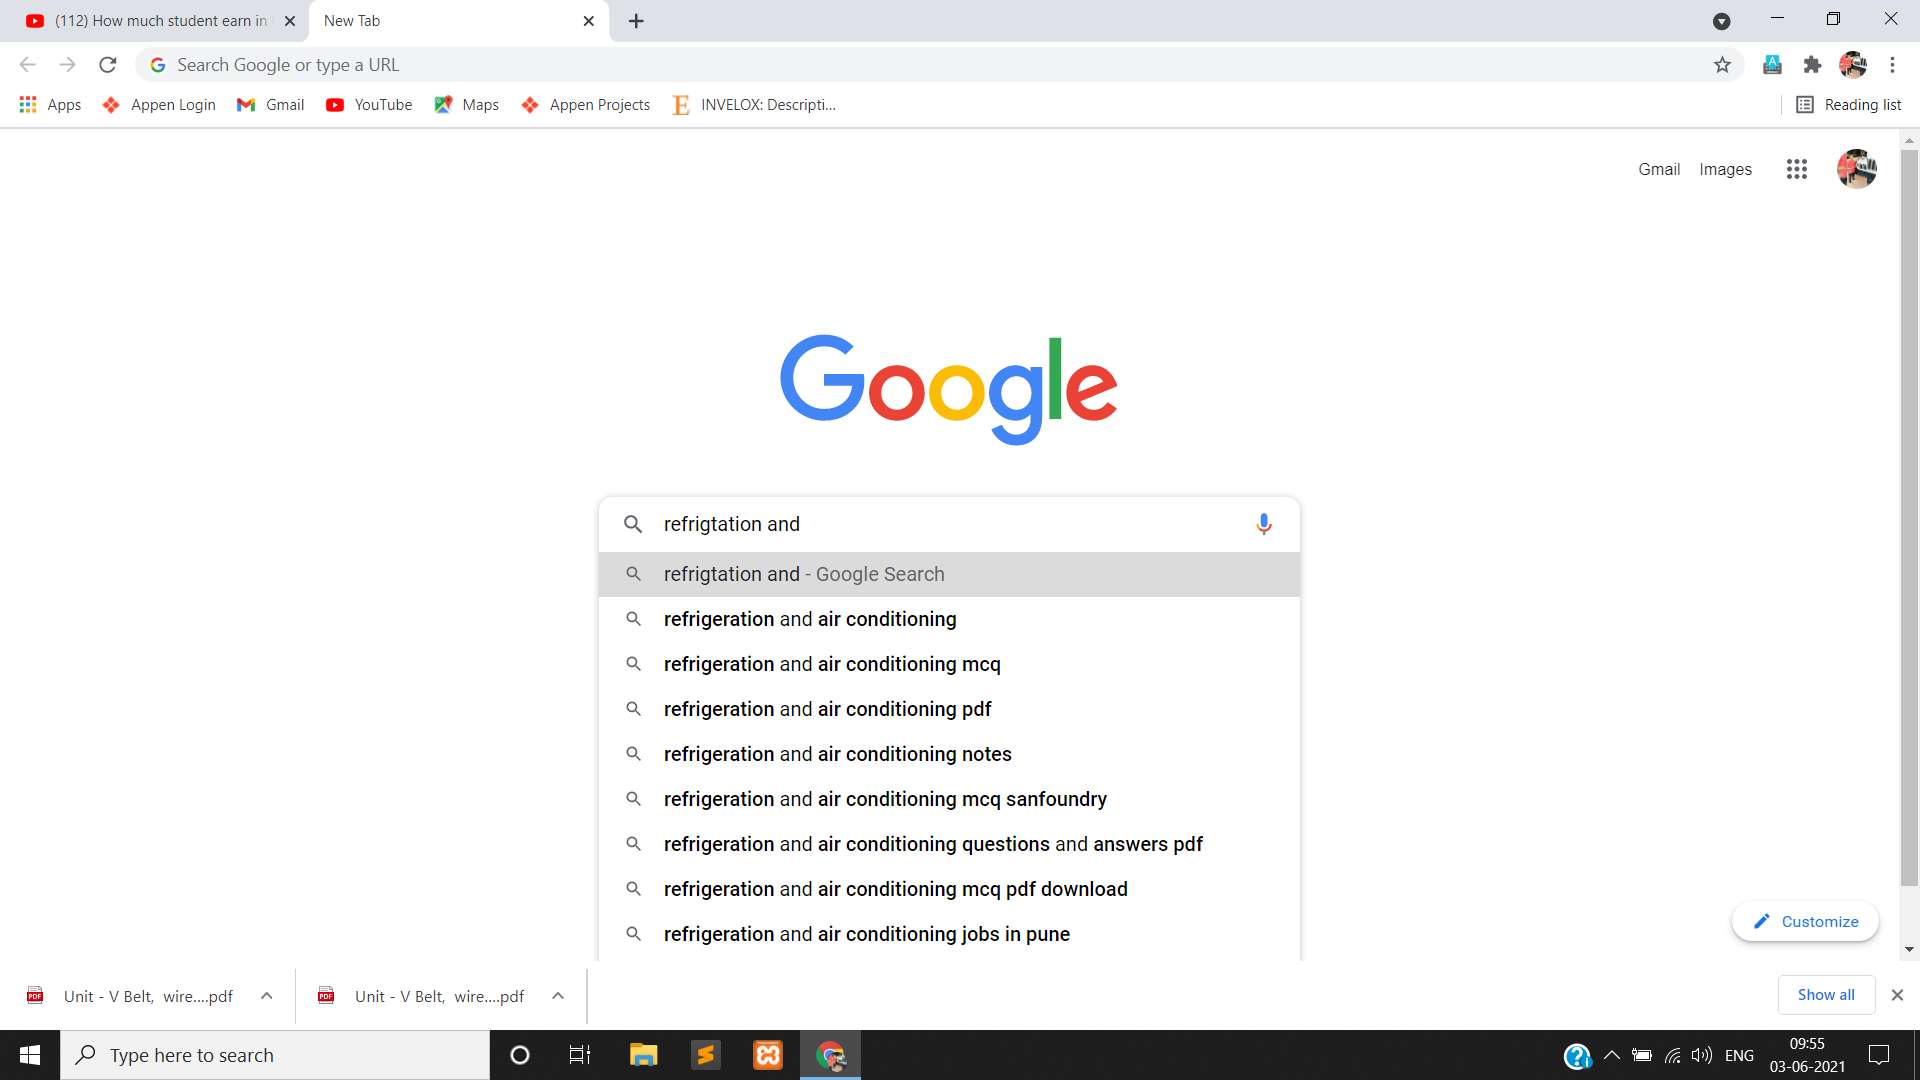 (112) How much student earn in
New Tab
Search Google or type a URL
Apps
Appen Login
Gmail
YouTube
Maps
Appen Projects
INVELOX: Descripti...
Reading list
Gmail
Images
Google
refrigtation and
refrigtation and - Google Search
refrigeration and air conditioning
refrigeration and air conditioning mcq
refrigeration and air conditioning pdf
refrigeration and air conditioning notes
refrigeration and air conditioning mcq sanfoundry
refrigeration and air conditioning questions and answers pdf
refrigeration and air conditioning mcq pdf download
refrigeration and air conditioning jobs in pune
Customize
Unit - V Belt, wire....pdf
Unit - V Belt, wire....pdf
Show all
Type here to search
ENG
09:55
03-06-2021